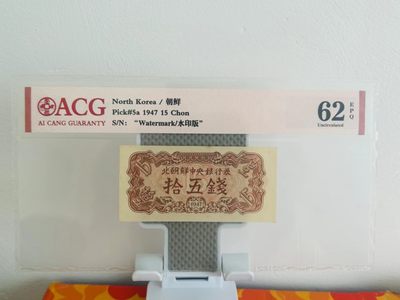 ACG
AI CANG GUARANTY
North Korea / 朝鮮
Pick#5a 1947 15 Chon
S/N: “Watermark/水印版”
62
EPQ
Uncirculated
北朝鮮中央銀行券
拾五錢
1947